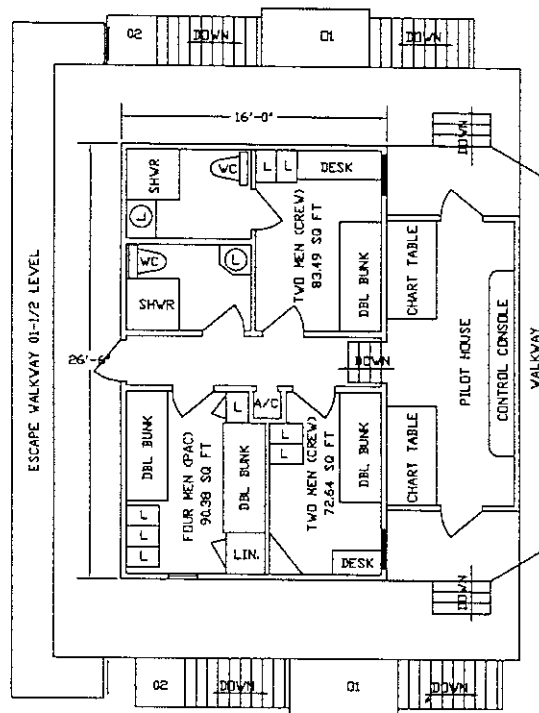 02
DOWN
01
DOWN
16'-0"
DOWN
SHWR
WC
L
L
L
DESK
TWO MEN (CREW)
83.49 SQ FT
DBL BUNK
CHART TABLE
WC
L
SHWR
ESCAPE WALKWAY 01-1/2 LEVEL
26'-6"
DOWN
PILOT HOUSE
CONTROL CONSOLE
WALKWAY
DBL BUNK
L
A/C
FOUR MEN (PAC)
90.38 SQ FT
L
L
L
DBL BUNK
LIN.
L
L
TWO MEN (CREW)
72.64 SQ FT
DBL BUNK
DESK
CHART TABLE
DOWN
02
DOWN
01
DOWN